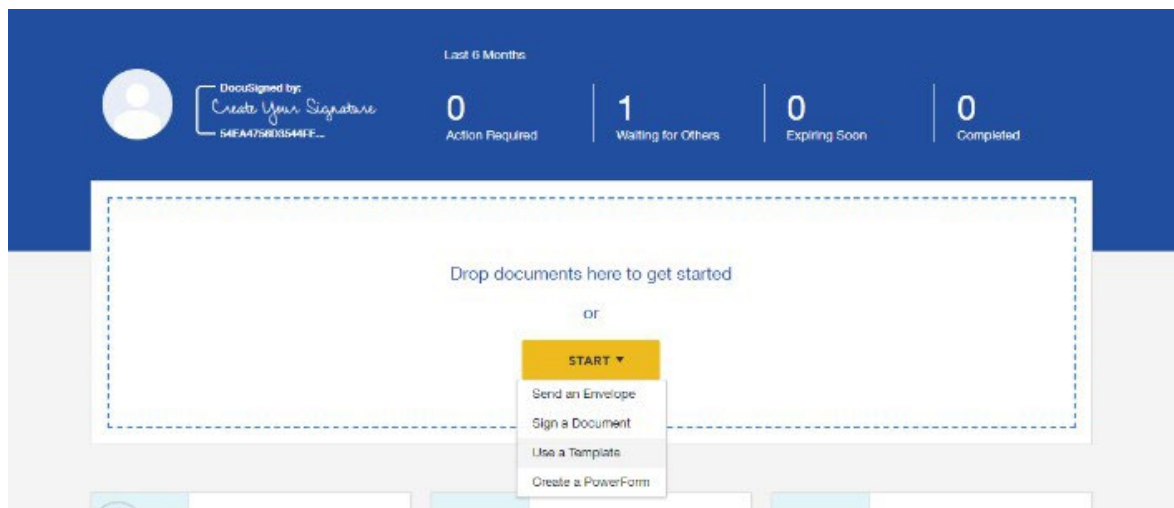 Last 6 Months
DocuSigned by:
Create Your Signature
0
Action Required
1
Waiting for Others
0
Expiring Soon
0
Completed
Drop documents here to get started
or
START
Send an Envelope
Sign a Document
Use a Template
Create a PowerForm